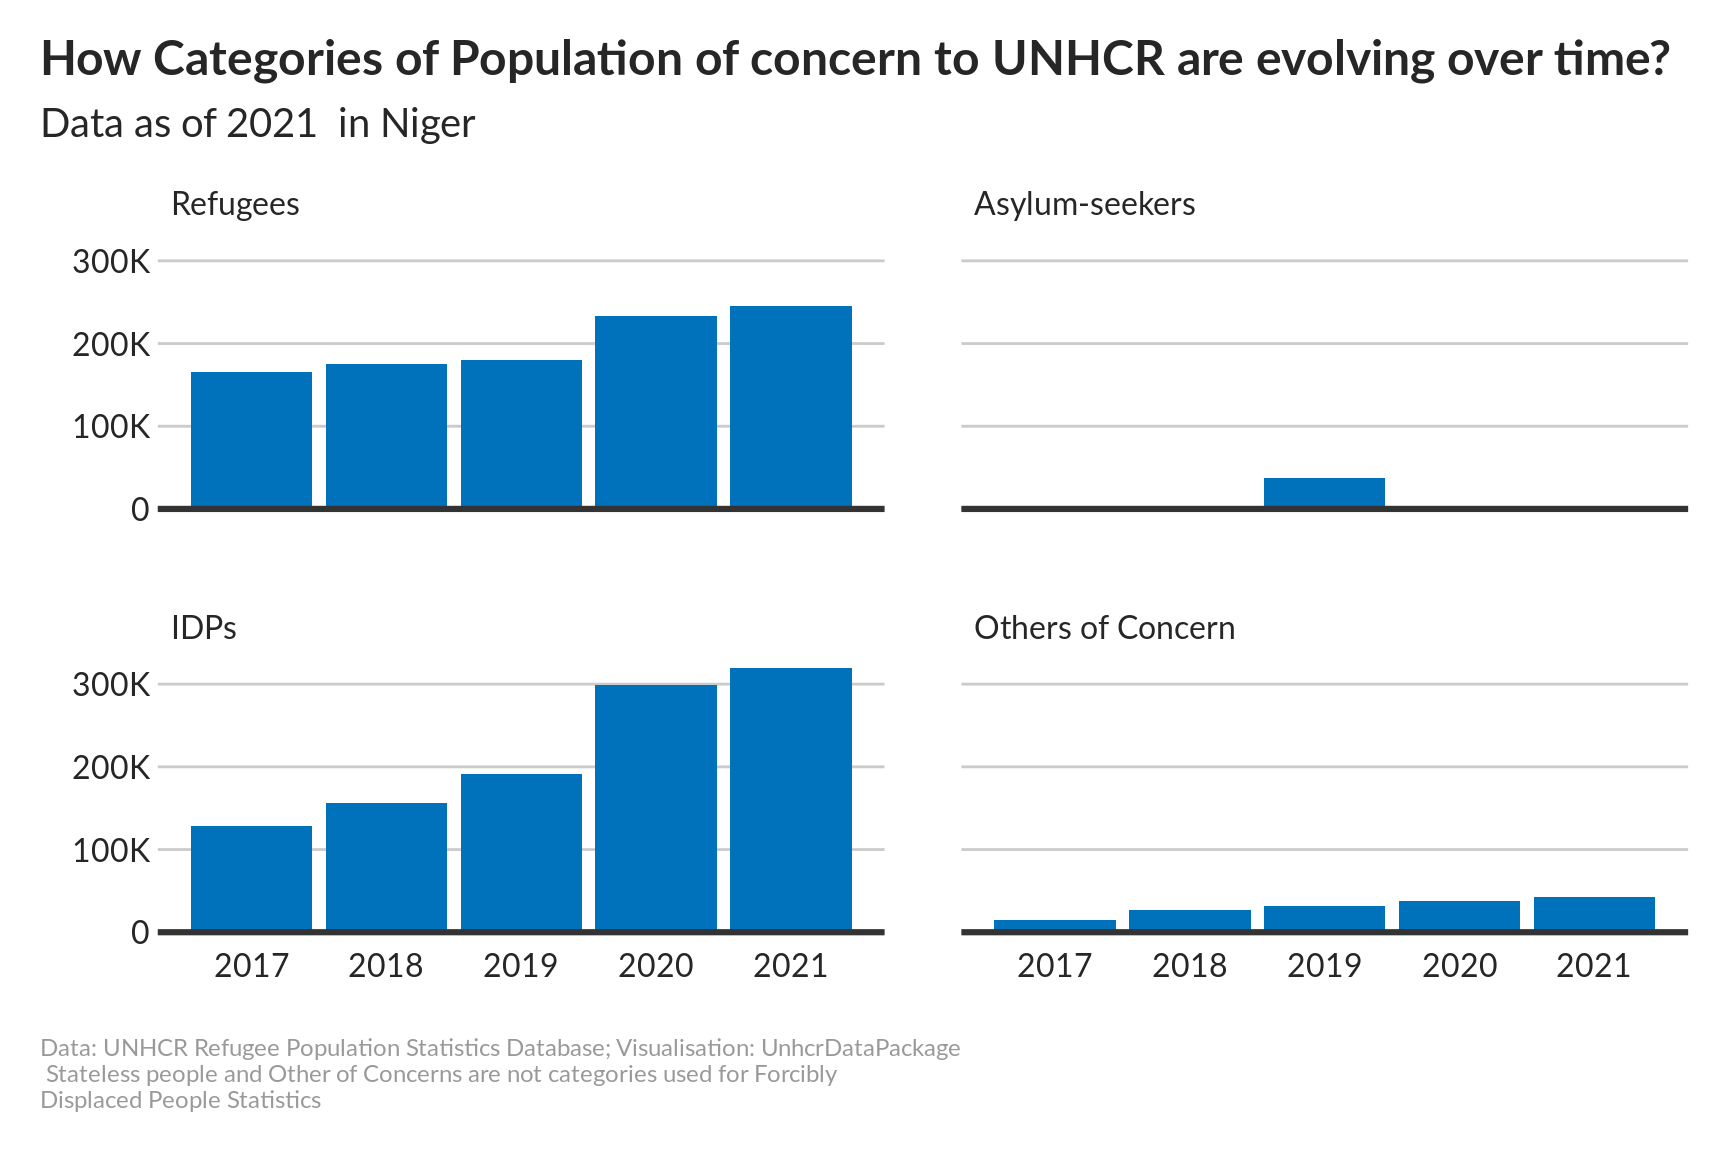 How Categories of Population of concern to UNHCR are evolving over time?
Data as of 2021  in Niger
Refugees
Asylum-seekers
300K
200K
100K
0
IDPs
Others of Concern
300K
200K
100K
0
2017 2018 2019 2020 2021
2017 2018 2019 2020 2021
Data: UNHCR Refugee Population Statistics Database; Visualisation: UnhcrDataPackage
Stateless people and Other of Concerns are not categories used for Forcibly
Displaced People Statistics